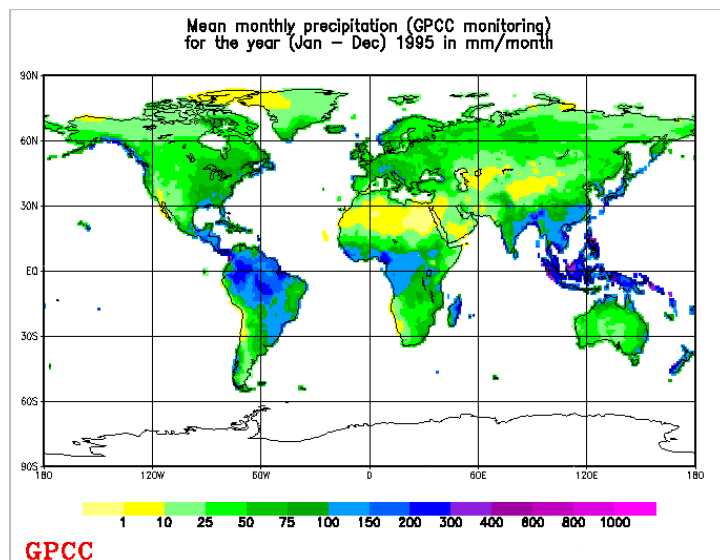 Mean monthly precipitation (GPCC monitoring)
for the year (Jan – Dec) 1995 in mm/month
90N
60N
30N
EQ
30S
60S
90S
180 120W 60W 0 60E 120E 180
1 10 25 50 75 100 150 200 300 400 600 800 1000
GPCC